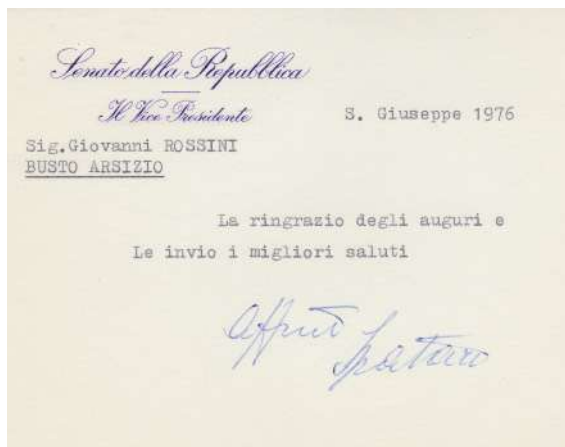 Senato della Repubblica
Il Vice Presidente
S. Giuseppe 1976
Sig.Giovanni ROSSINI
BUSTO ARSIZIO
La ringrazio degli auguri e
Le invio i migliori saluti
Spataro